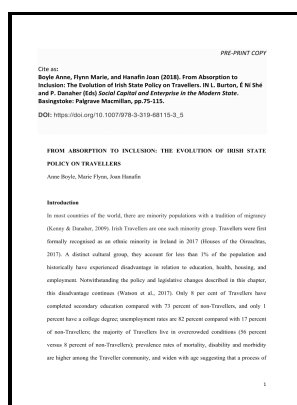 PRE-PRINT COPY
Cite as:
Boyle Anne, Flynn Marie, and Hanafin Joan (2018). From Absorption to
Inclusion: The Evolution of Irish State Policy on Travellers. IN L. Burton, É Ní Shé
and P. Danaher (Eds) Social Capital and Enterprise in the Modern State.
Basingstoke: Palgrave Macmillan, pp.75-115.
DOI: https://doi.org/10.1007/978-3-319-68115-3_5
FROM ABSORPTION TO INCLUSION: THE EVOLUTION OF IRISH STATE
POLICY ON TRAVELLERS
Anne Boyle, Marie Flynn, Joan Hanafin
Introduction
In most countries of the world, there are minority populations with a tradition of migrancy
(Kenny & Danaher, 2009). Irish Travellers are one such minority group. Travellers were first
formally recognised as an ethnic minority in Ireland in 2017 (Houses of the Oireachtas,
2017). A distinct cultural group, they account for less than 1% of the population and
historically have experienced disadvantage in relation to education, health, housing, and
employment. Notwithstanding the policy and legislative changes described in this chapter,
this disadvantage continues (Watson et al., 2017). Only 8 per cent of Travellers have
completed secondary education compared with 73 percent of non-Travellers, and only 1
percent have a college degree; unemployment rates are 82 percent compared with 17 percent
of non-Travellers; the majority of Travellers live in overcrowded conditions (56 percent
versus 8 percent of non-Travellers); prevalence rates of mortality, disability and morbidity
are higher among the Traveller community, and widen with age suggesting that a process of
1